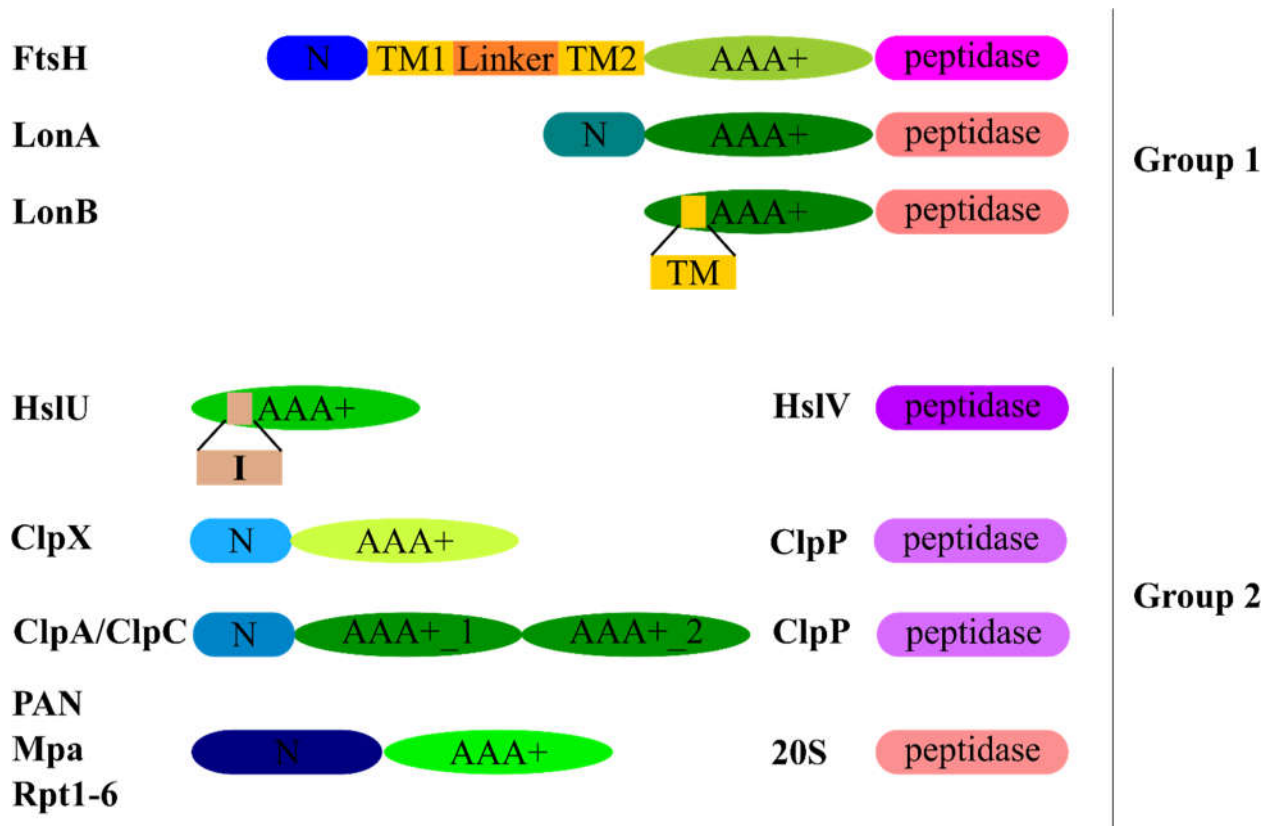 FtsH N TM1 Linker TM2 AAA+ peptidase
LonA N AAA+ peptidase
Group 1
LonB AAA+ peptidase
TM
HslU AAA+ HslV peptidase
I
ClpX N AAA+ ClpP peptidase
Group 2
ClpA/ClpC N AAA+_1 AAA+_2 ClpP peptidase
PAN
Mpa N AAA+ 20S peptidase
Rpt1-6